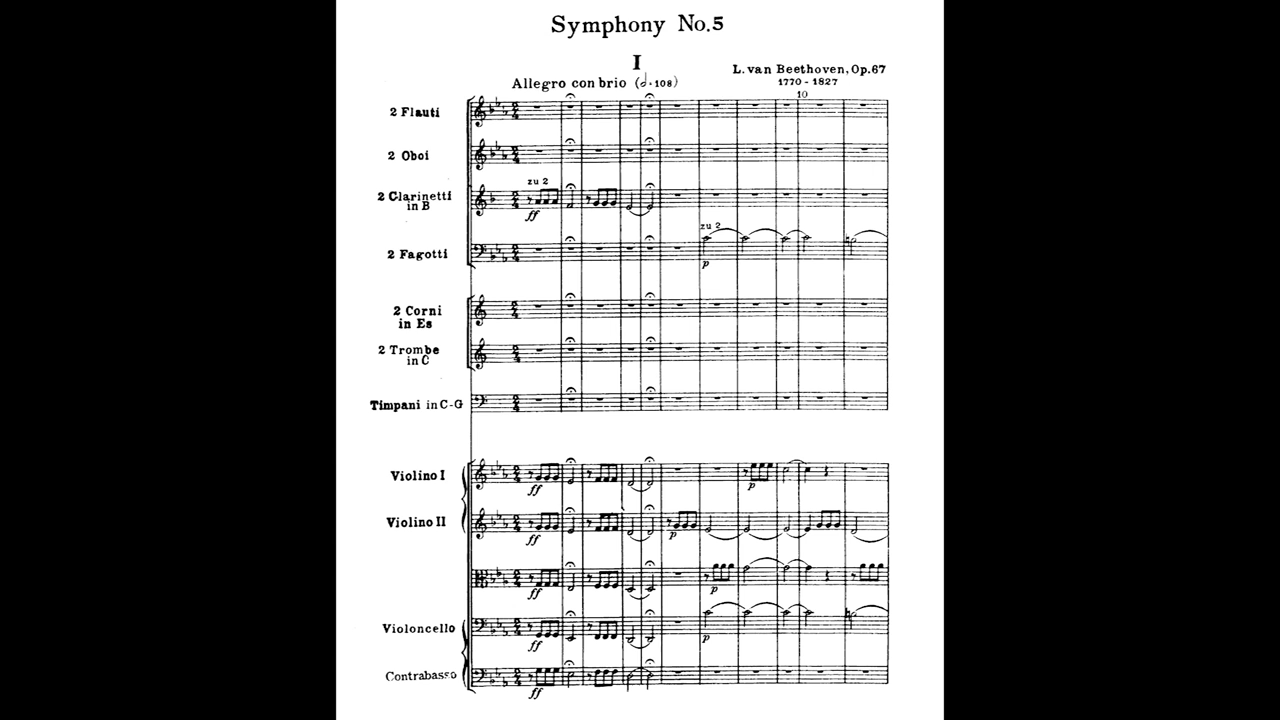 Symphony No.5
I
L. van Beethoven, Op.67
Allegro con brio (𝅗𝅥·108)
1770 - 1827
10
2 Flauti
2 Oboi
zu 2
2 Clarinetti
in B
ff
zu 2
2 Fagotti
p
2 Corni
in Es
2 Trombe
in C
Timpani in C-G
Violino I
ff
p
Violino II
ff
p
ff
p
Violoncello
ff
p
Contrabasso
ff